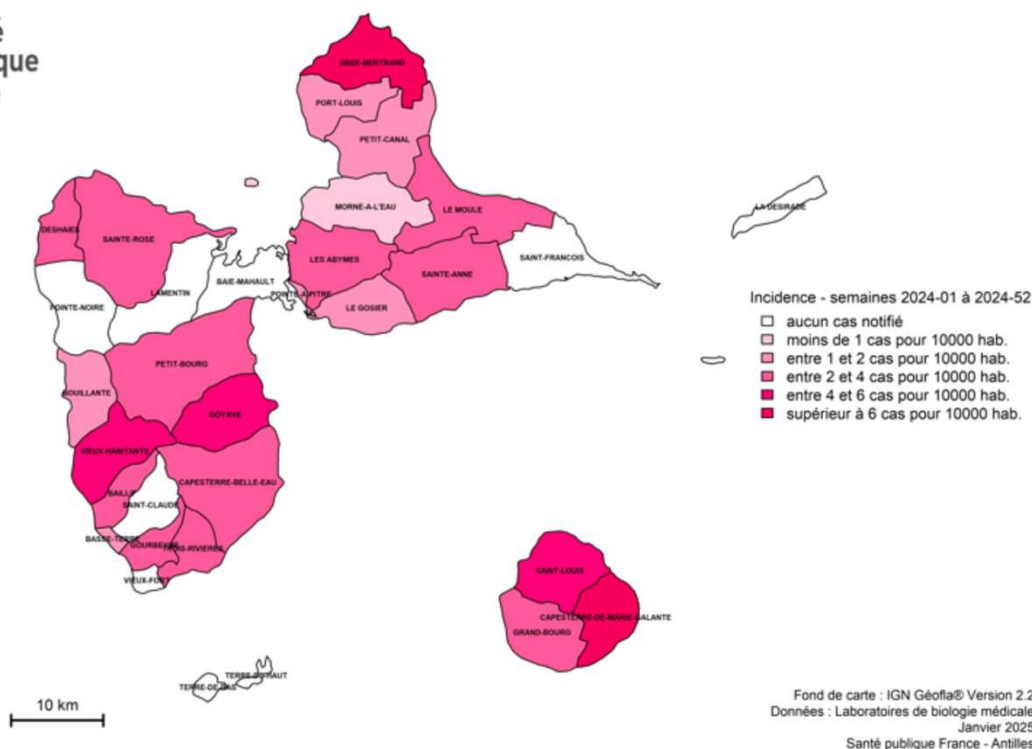 é
que
ANSE-BERTRAND
PORT-LOUIS
PETIT-CANAL
MORNE-A-L'EAU
LE MOULE
LA DESIRADE
DESHAIES
SAINTE-ROSE
LES ABYMES
SAINT-FRANCOIS
SAINTE-ANNE
LAMENTIN
BAIE-MAHAULT
POINTE-A-PITRE
POINTE-NOIRE
LE GOSIER
Incidence - semaines 2024-01 à 2024-52
aucun cas notifié
moins de 1 cas pour 10000 hab.
entre 1 et 2 cas pour 10000 hab.
entre 2 et 4 cas pour 10000 hab.
entre 4 et 6 cas pour 10000 hab.
supérieur à 6 cas pour 10000 hab.
PETIT-BOURG
BOUILLANTE
GOYAVE
VIEUX-HABITANTS
CAPESTERRE-BELLE-EAU
BAILLIF
SAINT-CLAUDE
BASSE-TERRE
GOURBEYRE
TROIS-RIVIERES
VIEUX-FORT
SAINT-LOUIS
CAPESTERRE-DE-MARIE-GALANTE
GRAND-BOURG
TERRE-DE-HAUT
TERRE-DE-BAS
10 km
Fond de carte : IGN Géofla® Version 2.2
Données : Laboratoires de biologie médicale
Janvier 2025
Santé publique France - Antilles